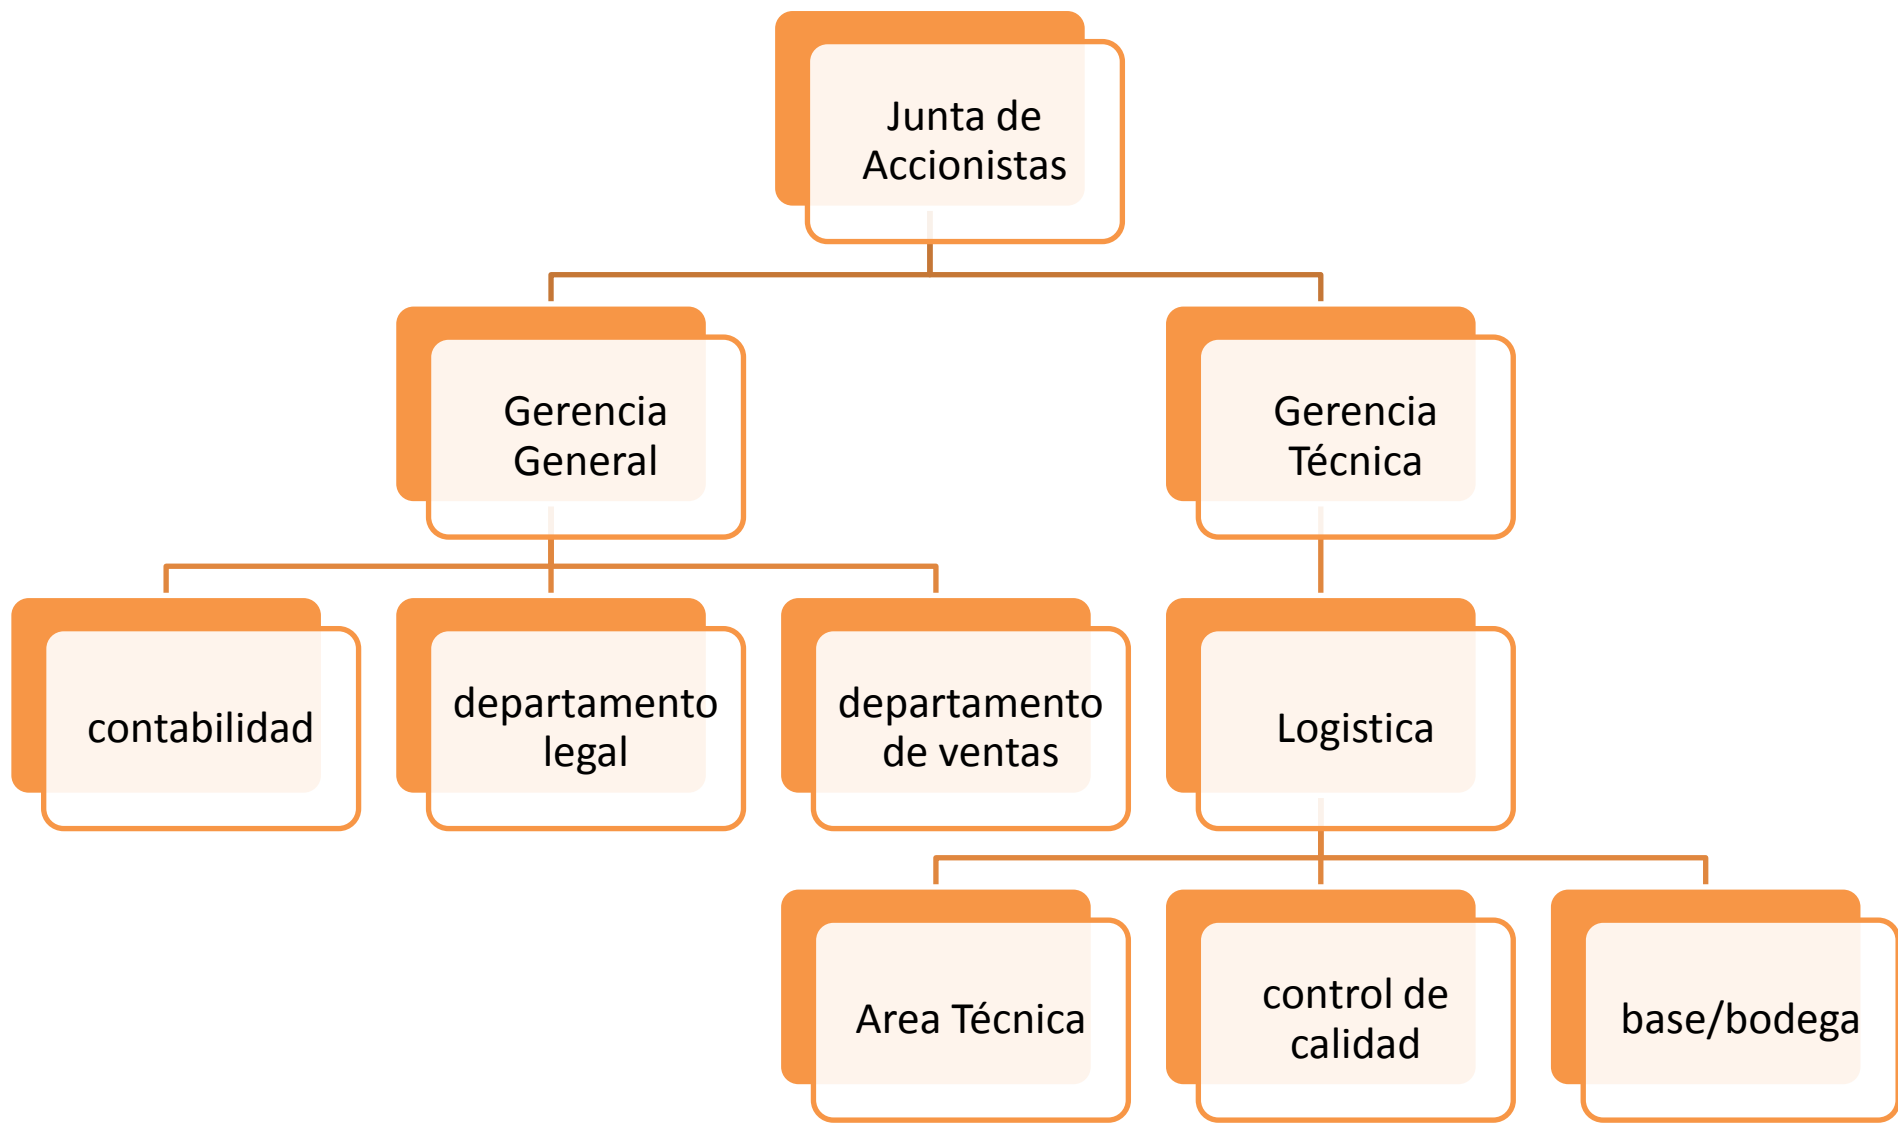 Junta de
Accionistas
Gerencia
General
Gerencia
Técnica
contabilidad
departamento
legal
departamento
de ventas
Logistica
Area Técnica
control de
calidad
base/bodega